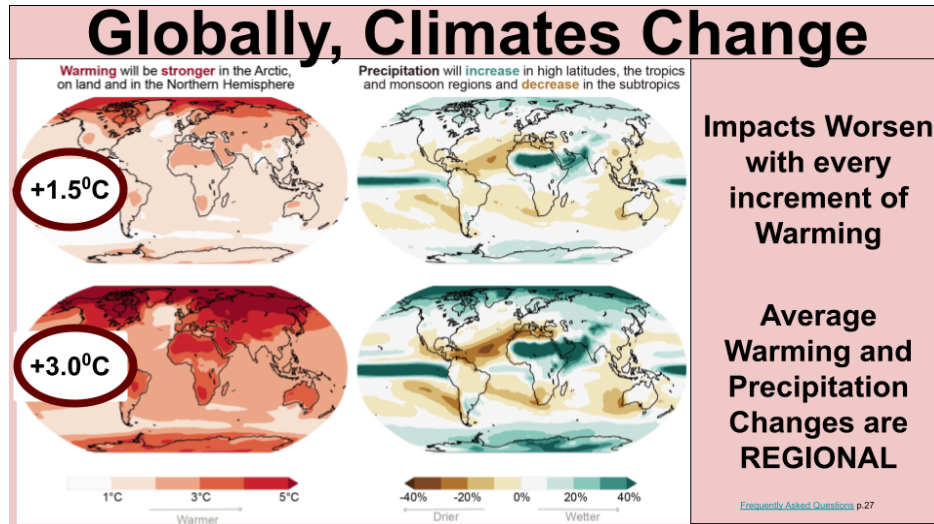 Globally, Climates Change
Warming will be stronger in the Arctic,
on land and in the Northern Hemisphere
Precipitation will increase in high latitudes, the tropics
and monsoon regions and decrease in the subtropics
+1.5⁰C
+3.0⁰C
1°C 3°C 5°C
Warmer
-40% -20% 0% 20% 40%
Drier Wetter
Impacts Worsen
with every
increment of
Warming
Average
Warming and
Precipitation
Changes are
REGIONAL
Frequently Asked Questions p.27